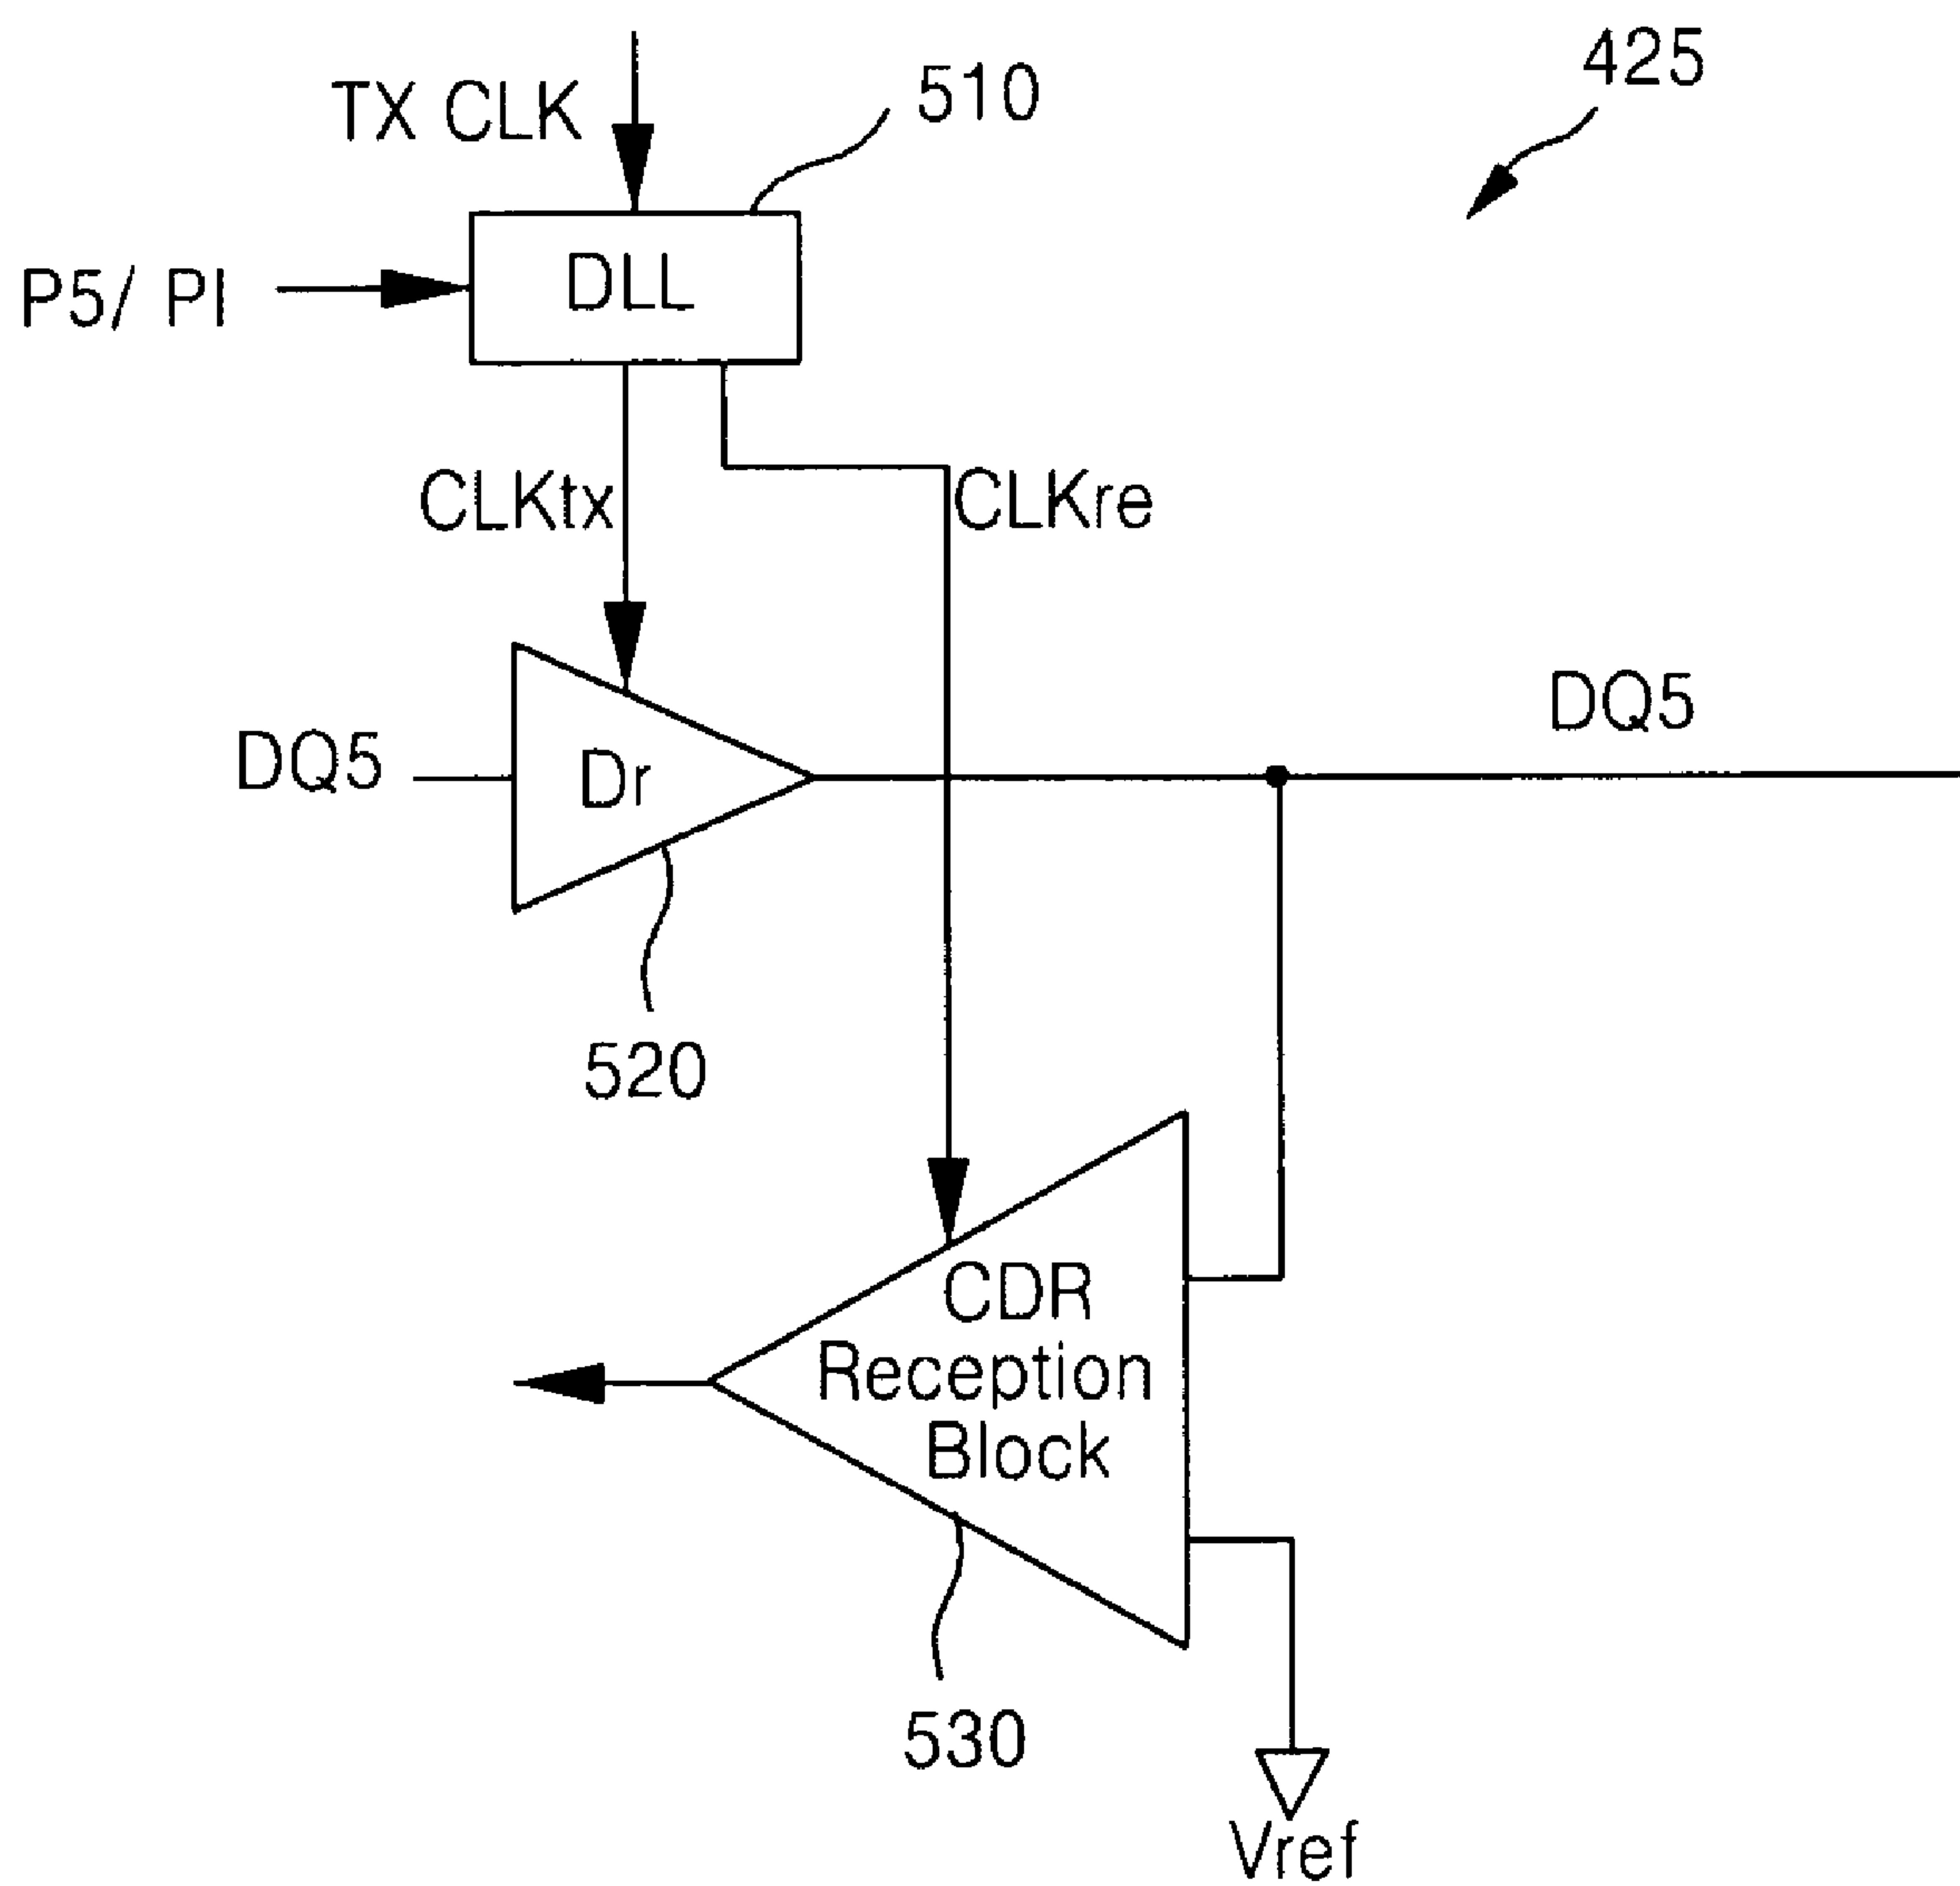 425
TX CLK
510
P5/ PI
DLL
CLKtx
CLKre
DQ5
DQ5
Dr
520
CDR
Reception
Block
530
Vref